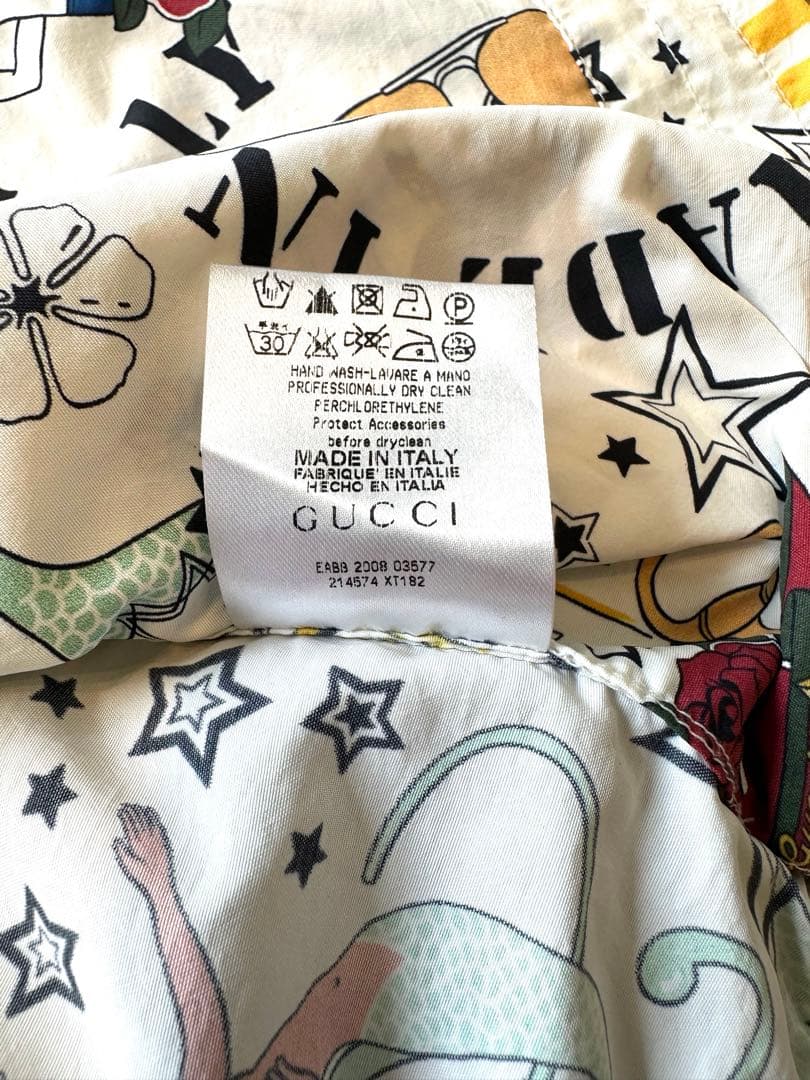 30
HAND WASH-LAVARE A MANO
PROFESSIONALLY DRY CLEAN
PERCHLORETHYLENE
Protect Accessories
before dryclean
MADE IN ITALY
FABRIQUE' EN ITALIE
HECHO EN ITALIA
GUCCI
EABB 2008 03577
214574 XT182